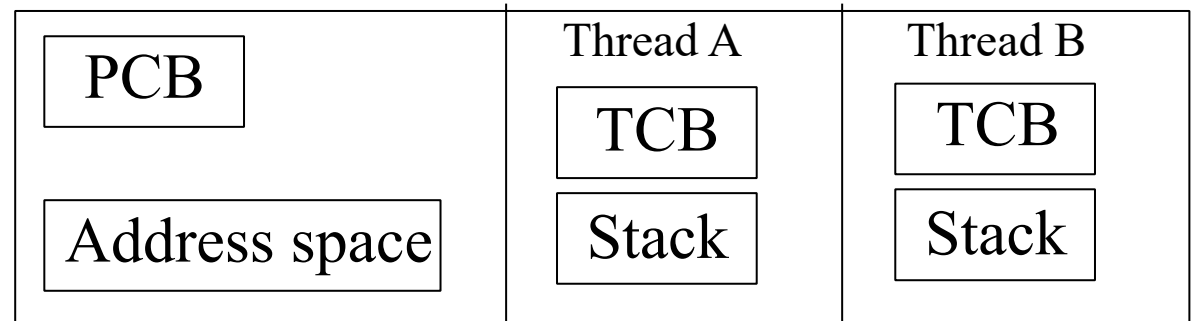 PCB
Address space
Thread A
TCB
Stack
Thread B
TCB
Stack